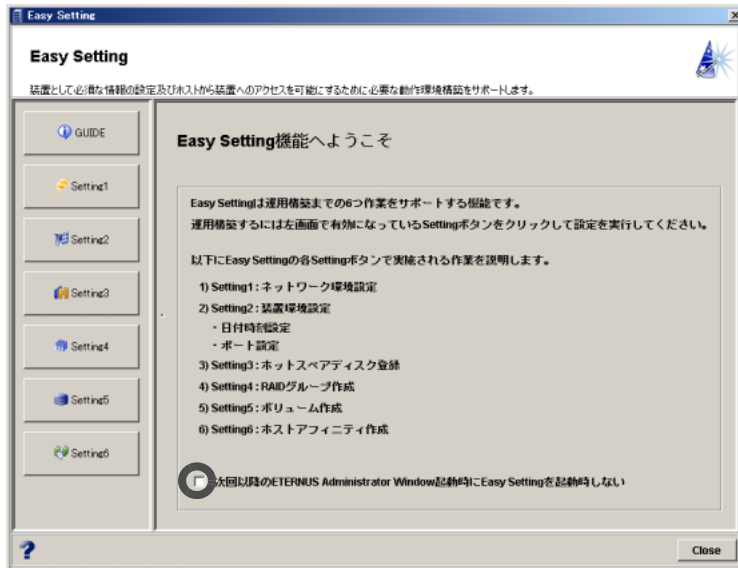 Easy Setting
Easy Setting
装置として必須な情報の設定及びホストから装置へのアクセスを可能にするために必要な動作環境構築をサポートします。
GUIDE
Setting1
Setting2
Setting3
Setting4
Setting5
Setting6
Easy Setting機能へようこそ
Easy Settingは運用構築までの6つ作業をサポートする機能です。
運用構築するには左画面で有効になっているSettingボタンをクリックして設定を実行してください。
以下にEasy Settingの各Settingボタンで実施される作業を説明します。
1) Setting1 : ネットワーク環境設定
2) Setting2 : 装置環境設定
・日付時刻設定
・ポート設定
3) Setting3 : ホットスペアディスク登録
4) Setting4 : RAIDグループ作成
5) Setting5 : ボリューム作成
6) Setting6 : ホストアフィニティ作成
次回以降のETERNUS Administrator Window起動時にEasy Settingを起動時しない
?
Close